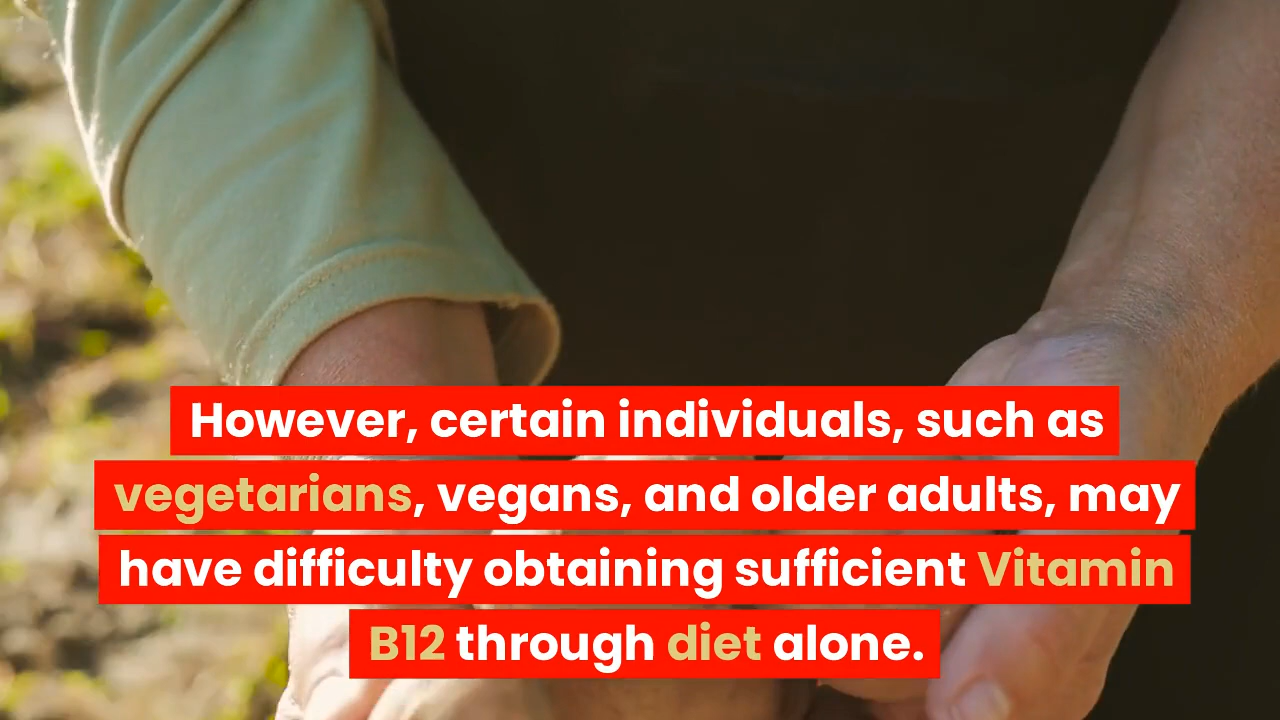 However, certain individuals, such as
vegetarians, vegans, and older adults, may
have difficulty obtaining sufficient Vitamin
B12 through diet alone.